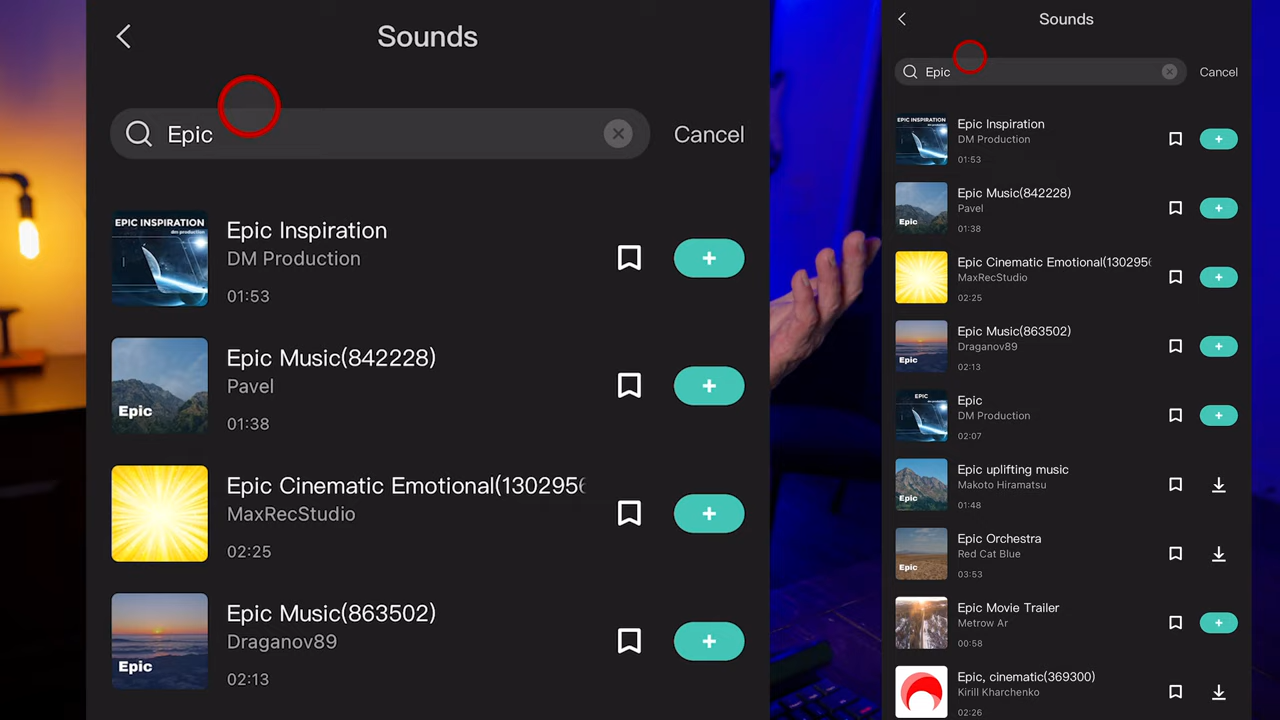 Sounds
Epic
Cancel
EPIC INSPIRATION
dm production
Epic Inspiration
DM Production
01:53
Epic
Epic Music(842228)
Pavel
01:38
Epic Cinematic Emotional(1302956
MaxRecStudio
02:25
Epic
Epic Music(863502)
Draganov89
02:13
Sounds
Epic
Cancel
EPIC INSPIRATION
Epic Inspiration
DM Production
01:53
Epic
Epic Music(842228)
Pavel
01:38
Epic Cinematic Emotional(130295
MaxRecStudio
02:25
Epic
Epic Music(863502)
Draganov89
02:13
EPIC
Epic
DM Production
02:07
Epic
Epic uplifting music
Makoto Hiramatsu
01:48
Epic
Epic Orchestra
Red Cat Blue
03:53
Epic Movie Trailer
Metrow Ar
00:58
Epic, cinematic(369300)
Kirill Kharchenko
02:26